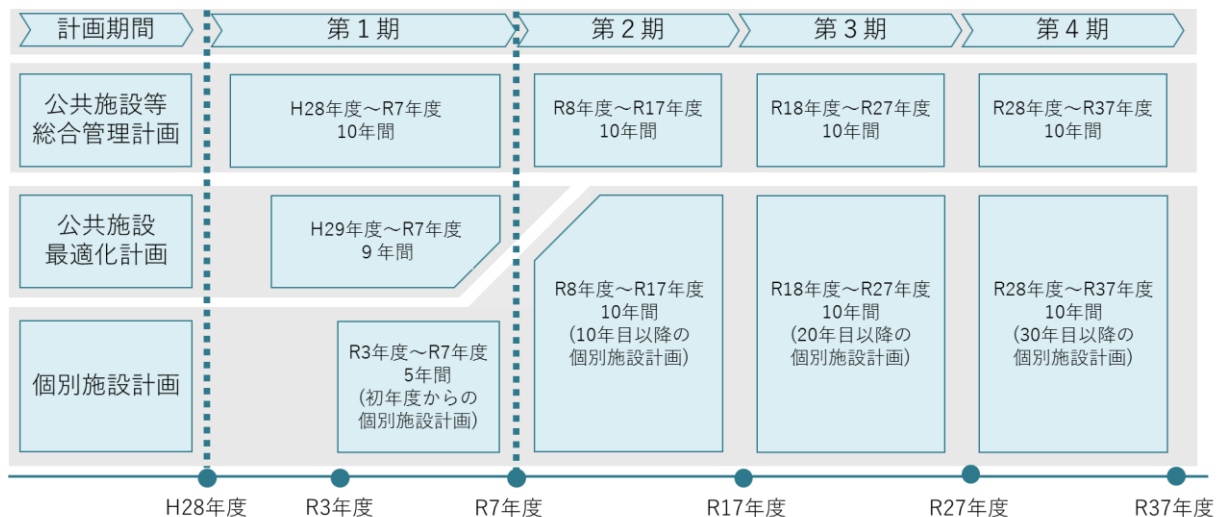 計画期間
第1期
第2期
第3期
第4期
公共施設等
総合管理計画
H28年度～R7年度
10年間
R8年度～R17年度
10年間
R18年度～R27年度
10年間
R28年度～R37年度
10年間
公共施設
最適化計画
H29年度～R7年度
9年間
個別施設計画
R3年度～R7年度
5年間
(初年度からの
個別施設計画)
R8年度～R17年度
10年間
(10年目以降の
個別施設計画)
R18年度～R27年度
10年間
(20年目以降の
個別施設計画)
R28年度～R37年度
10年間
(30年目以降の
個別施設計画)
H28年度
R3年度
R7年度
R17年度
R27年度
R37年度